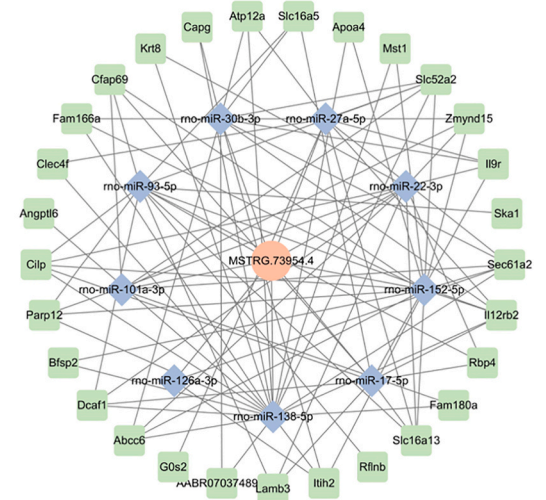 Atp12a
Slc16a5
Capg
Apoa4
Krt8
Mst1
Cfap69
Slc52a2
Fam166a
rno-miR-30b-3p
rno-miR-27a-5p
Zmynd15
Clec4f
Il9r
rno-miR-93-5p
rno-miR-22-3p
Angptl6
Ska1
Cilp
MSTRG.73954.4
Sec61a2
rno-miR-101a-3p
rno-miR-152-5p
Parp12
Il12rb2
Bfsp2
Rbp4
rno-miR-126a-3p
rno-miR-17-5p
Dcaf1
Fam180a
rno-miR-138-5p
Abcc6
Slc16a13
G0s2
Rflnb
AABR07037489
Lamb3
Itih2